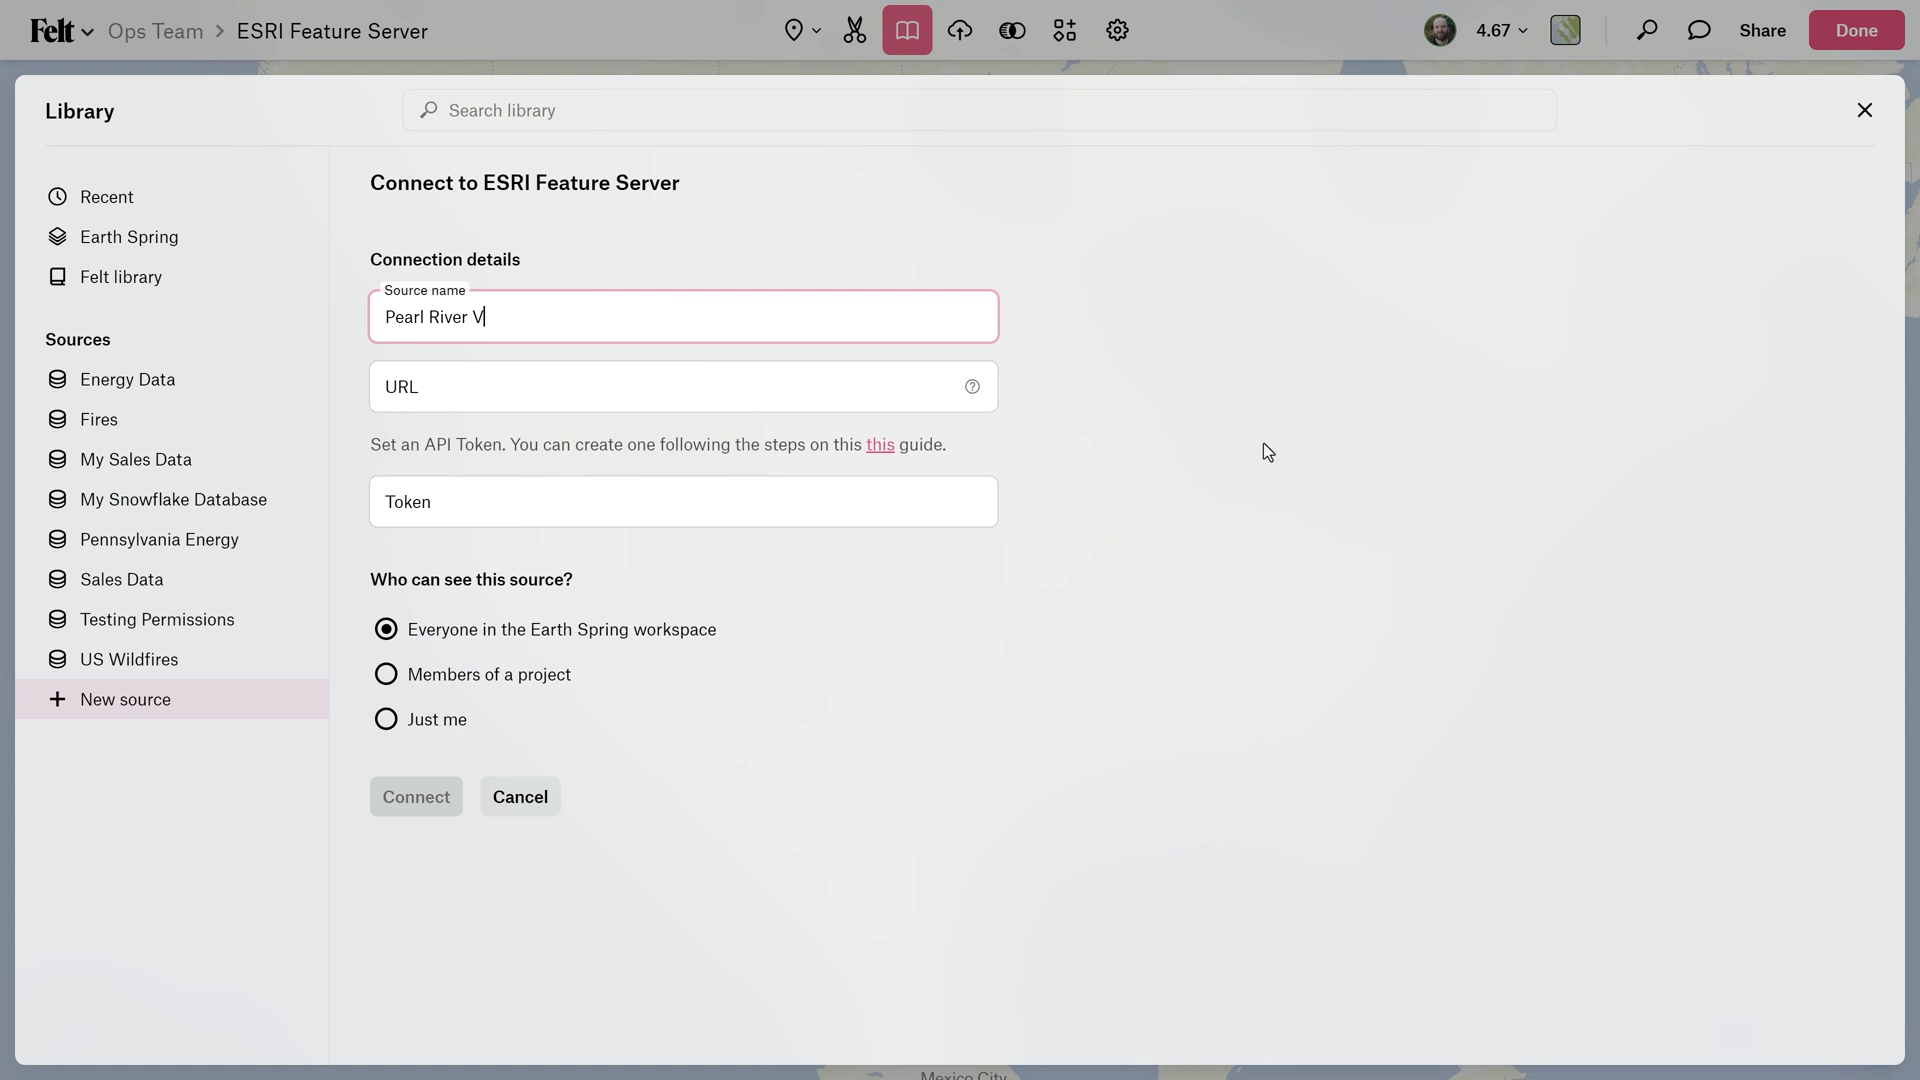 Felt Ops Team > ESRI Feature Server 4.67 Share Done
Library Search library
Recent
Earth Spring
Felt library
Sources
Energy Data
Fires
My Sales Data
My Snowflake Database
Pennsylvania Energy
Sales Data
Testing Permissions
US Wildfires
+ New source
Connect to ESRI Feature Server
Connection details
Source name
Pearl River V
URL
Set an API Token. You can create one following the steps on this this guide.
Token
Who can see this source?
Everyone in the Earth Spring workspace
Members of a project
Just me
Connect Cancel
Mexico City